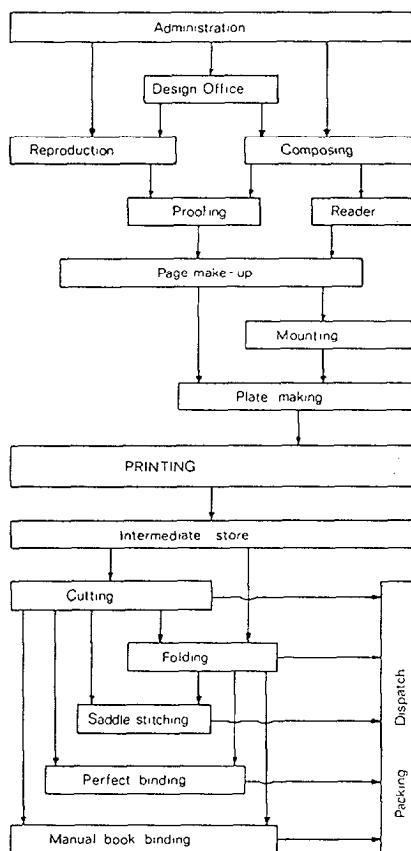 Administration
Design Office
Reproduction
Composing
Proofing
Reader
Page make-up
Mounting
Plate making
PRINTING
Intermediate store
Cutting
Folding
Saddle stitching
Perfect binding
Manual book binding
Packing Dispatch